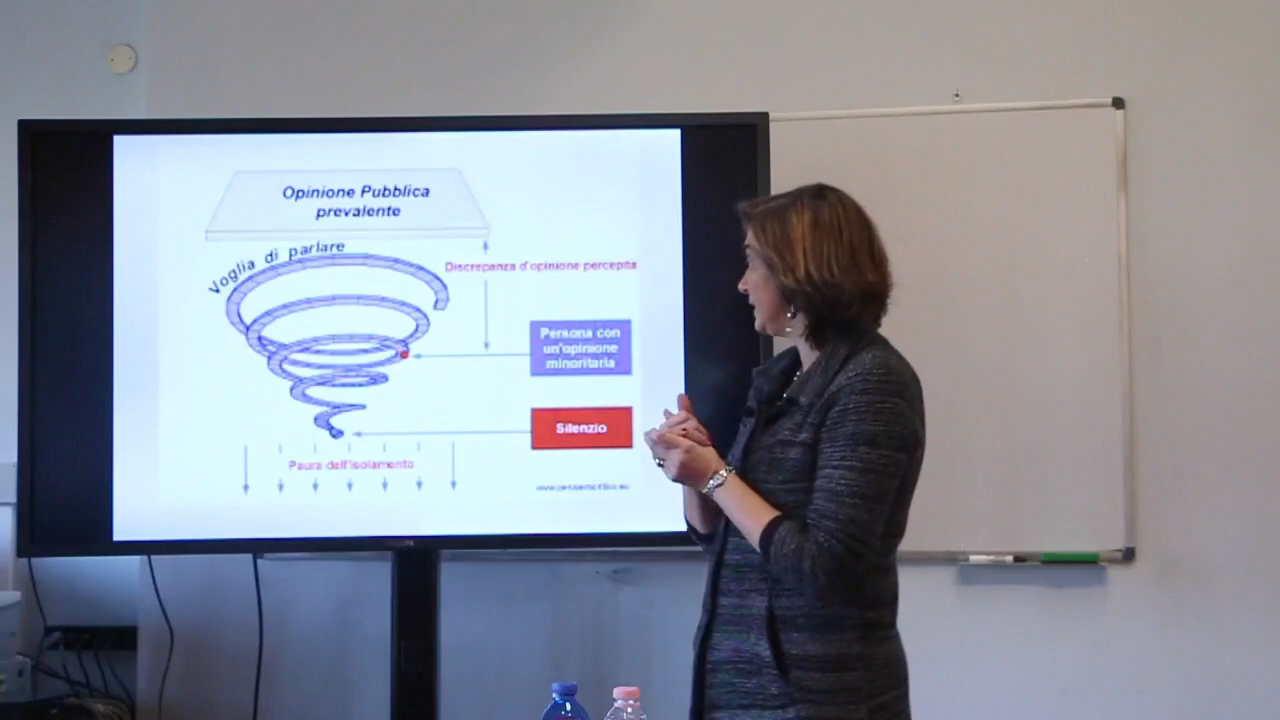 Opinione Pubblica
prevalente
Voglia di parlare
Discrepanza d'opinione percepita
Persona con
un'opinione
minoritaria
Silenzio
Paura dell'isolamento